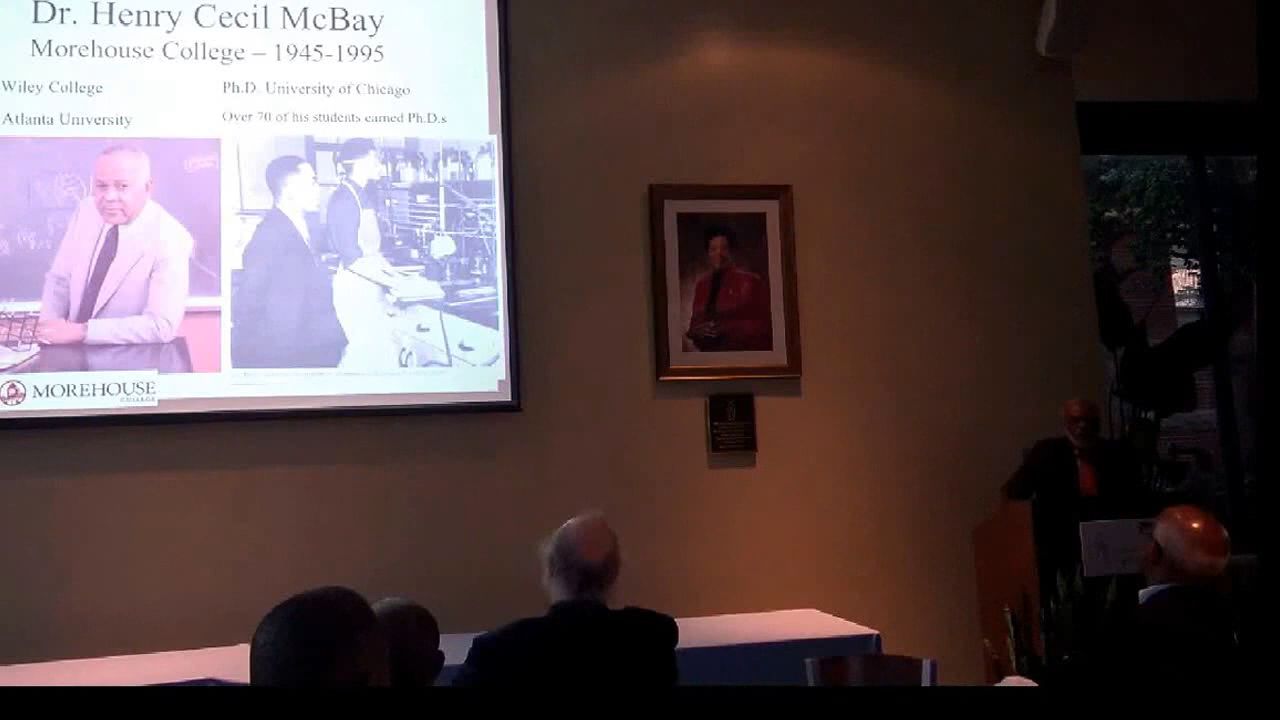 Dr. Henry Cecil McBay
Morehouse College – 1945-1995
Wiley College
Ph.D. University of Chicago
Atlanta University
Over 70 of his students earned Ph.D.s
MOREHOUSE
COLLEGE